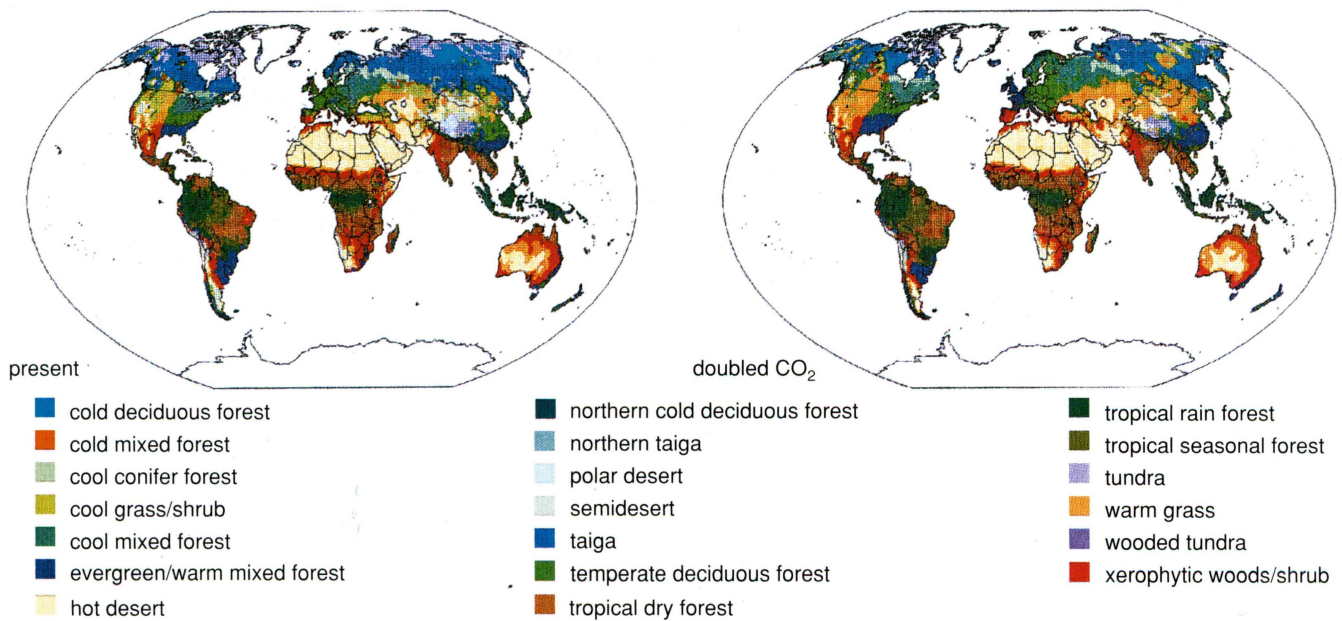 present
doubled CO₂
cold deciduous forest
cold mixed forest
cool conifer forest
cool grass/shrub
cool mixed forest
evergreen/warm mixed forest
hot desert
northern cold deciduous forest
northern taiga
polar desert
semidesert
taiga
temperate deciduous forest
tropical dry forest
tropical rain forest
tropical seasonal forest
tundra
warm grass
wooded tundra
xerophytic woods/shrub